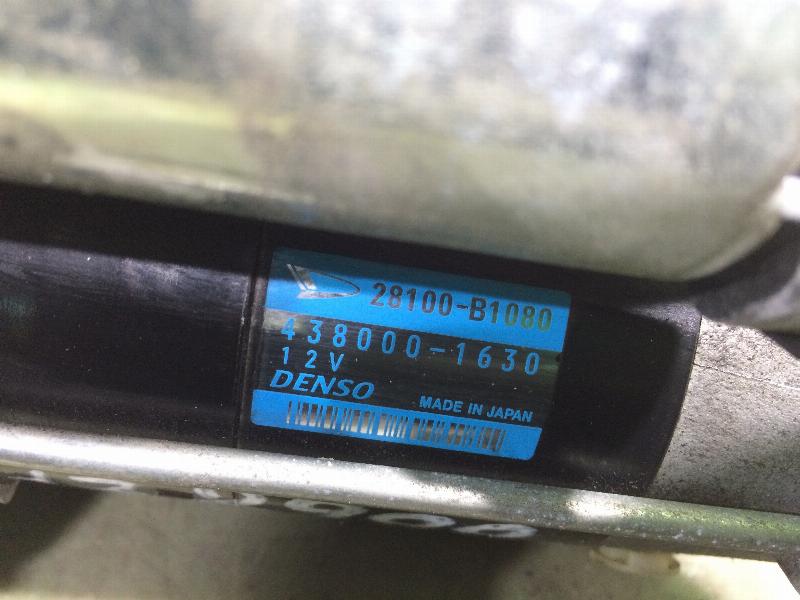 28100-B1080
438000-1630
12V
DENSO
MADE IN JAPAN